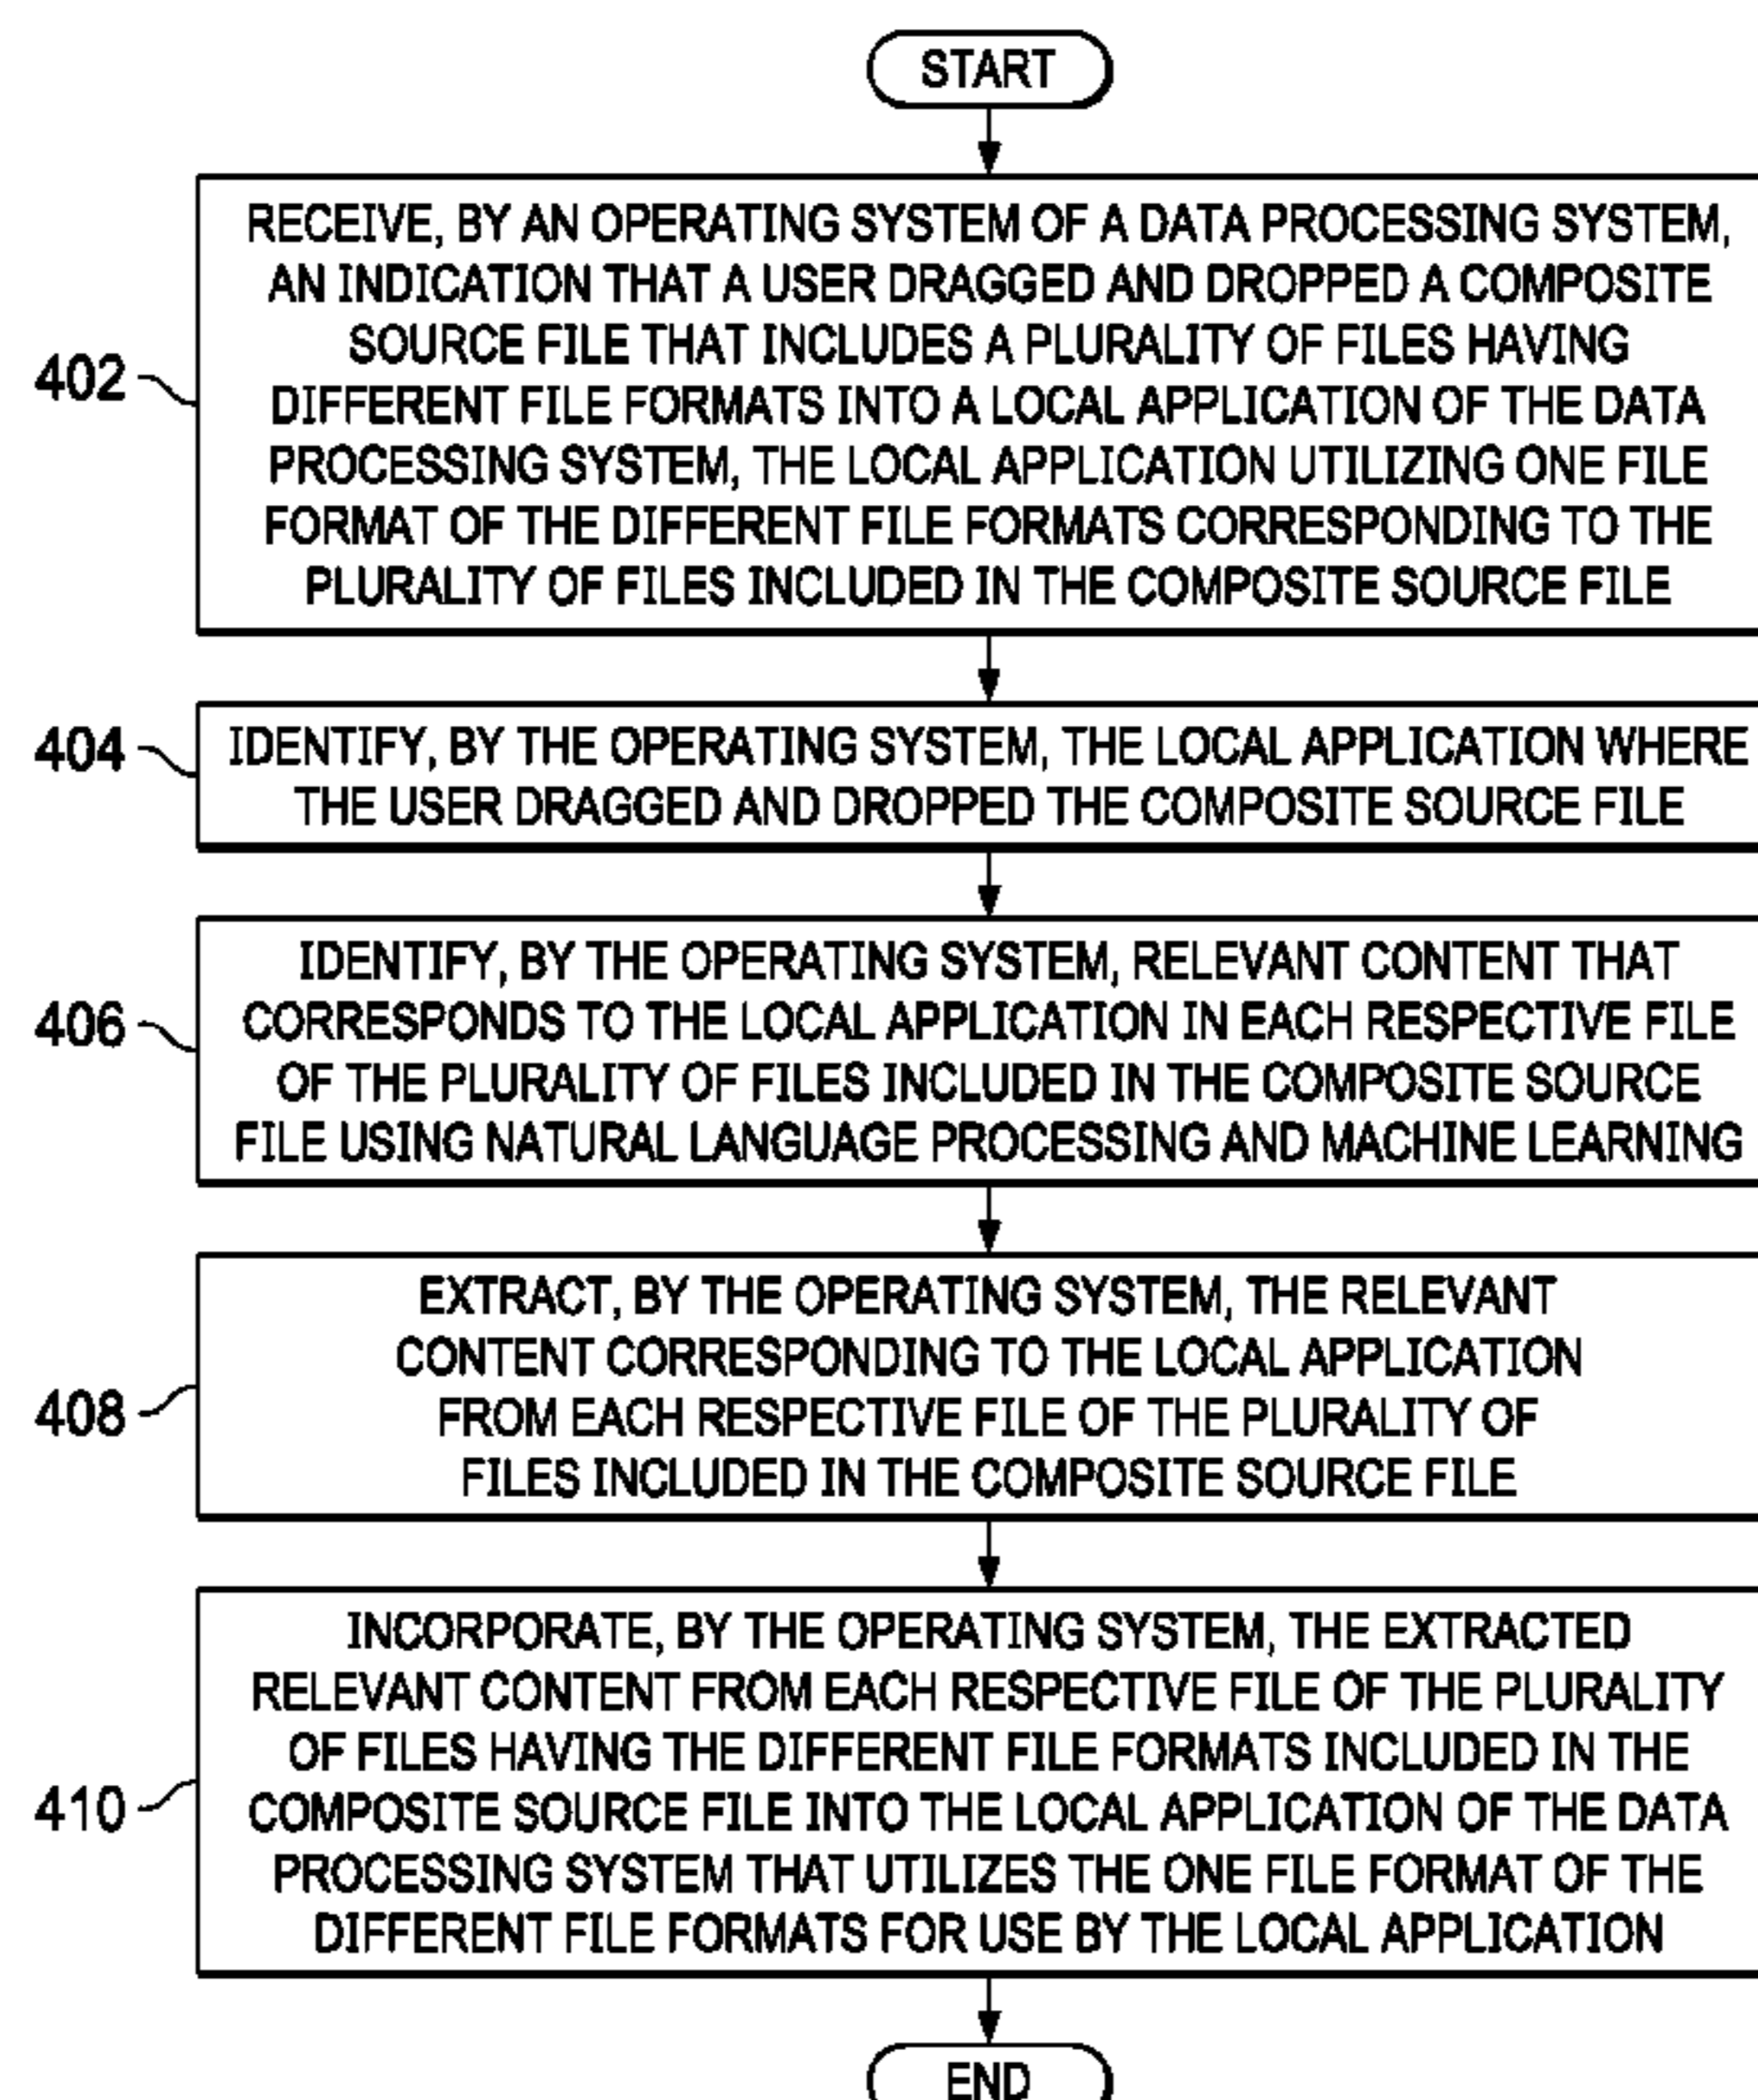 START
RECEIVE, BY AN OPERATING SYSTEM OF A DATA PROCESSING SYSTEM,
AN INDICATION THAT A USER DRAGGED AND DROPPED A COMPOSITE
SOURCE FILE THAT INCLUDES A PLURALITY OF FILES HAVING
402
DIFFERENT FILE FORMATS INTO A LOCAL APPLICATION OF THE DATA
PROCESSING SYSTEM, THE LOCAL APPLICATION UTILIZING ONE FILE
FORMAT OF THE DIFFERENT FILE FORMATS CORRESPONDING TO THE
PLURALITY OF FILES INCLUDED IN THE COMPOSITE SOURCE FILE
404
IDENTIFY, BY THE OPERATING SYSTEM, THE LOCAL APPLICATION WHERE
THE USER DRAGGED AND DROPPED THE COMPOSITE SOURCE FILE
IDENTIFY, BY THE OPERATING SYSTEM, RELEVANT CONTENT THAT
406
CORRESPONDS TO THE LOCAL APPLICATION IN EACH RESPECTIVE FILE
OF THE PLURALITY OF FILES INCLUDED IN THE COMPOSITE SOURCE
FILE USING NATURAL LANGUAGE PROCESSING AND MACHINE LEARNING
EXTRACT, BY THE OPERATING SYSTEM, THE RELEVANT
CONTENT CORRESPONDING TO THE LOCAL APPLICATION
408
FROM EACH RESPECTIVE FILE OF THE PLURALITY OF
FILES INCLUDED IN THE COMPOSITE SOURCE FILE
INCORPORATE, BY THE OPERATING SYSTEM, THE EXTRACTED
RELEVANT CONTENT FROM EACH RESPECTIVE FILE OF THE PLURALITY
OF FILES HAVING THE DIFFERENT FILE FORMATS INCLUDED IN THE
410
COMPOSITE SOURCE FILE INTO THE LOCAL APPLICATION OF THE DATA
PROCESSING SYSTEM THAT UTILIZES THE ONE FILE FORMAT OF THE
DIFFERENT FILE FORMATS FOR USE BY THE LOCAL APPLICATION
END